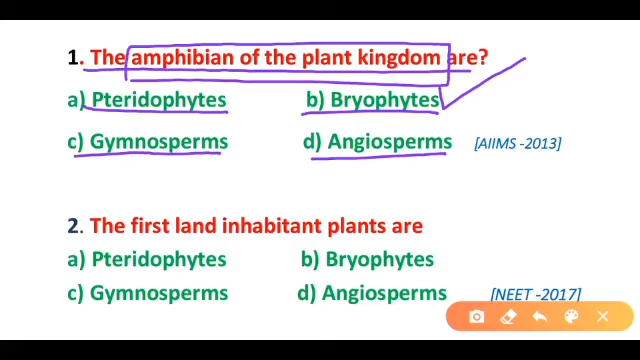 1. The amphibian of the plant kingdom are?
a) Pteridophytes b) Bryophytes
c) Gymnosperms d) Angiosperms [AIIMS -2013]
2. The first land inhabitant plants are
a) Pteridophytes b) Bryophytes
c) Gymnosperms d) Angiosperms [NEET -2017]